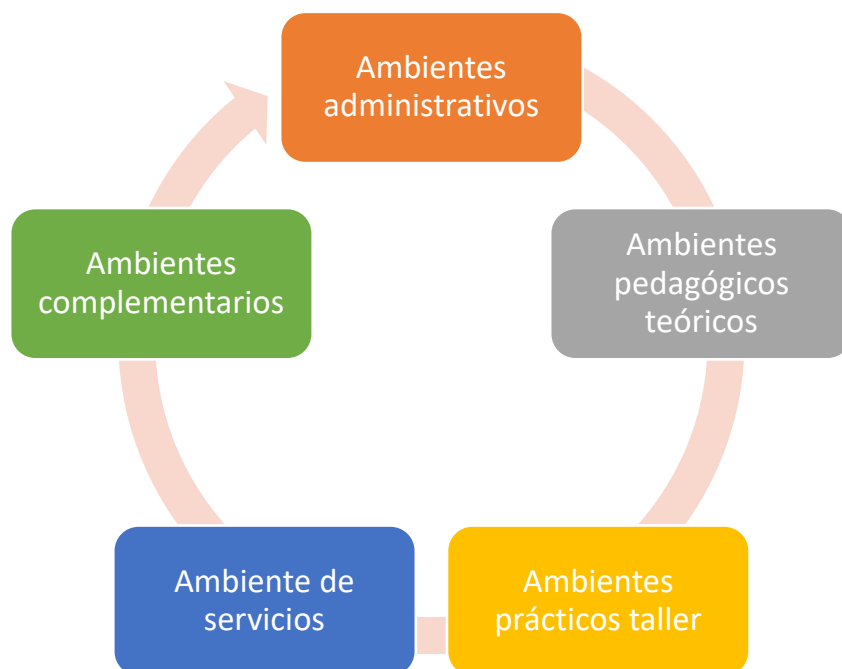 Ambientes
administrativos
Ambientes
pedagógicos
teóricos
Ambientes
prácticos taller
Ambiente de
servicios
Ambientes
complementarios